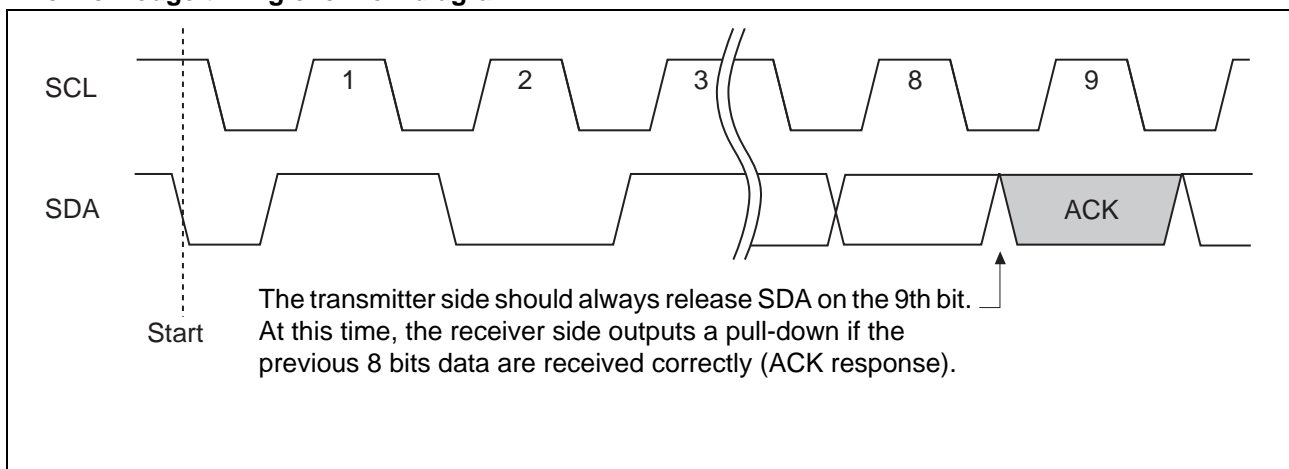 SCL
1 2 3 8 9
SDA
ACK
Start
The transmitter side should always release SDA on the 9th bit.
At this time, the receiver side outputs a pull-down if the
previous 8 bits data are received correctly (ACK response).